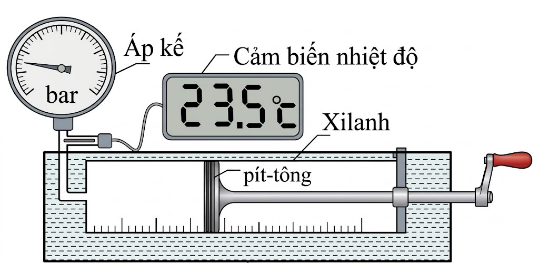 Áp kế
bar
Cảm biến nhiệt độ
23.5°c
Xilanh
pít-tông